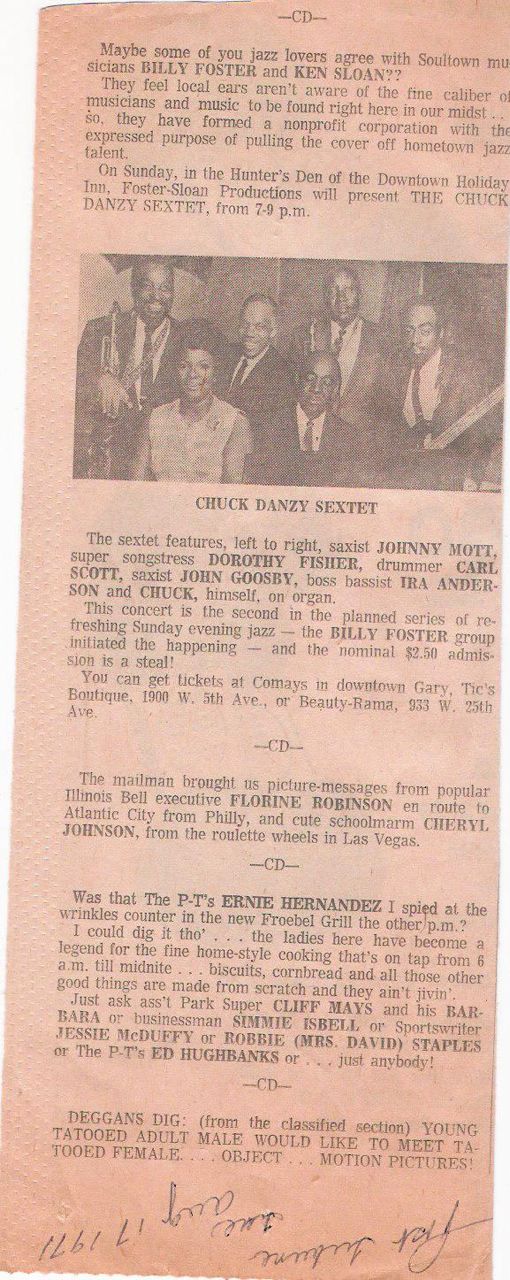 —CD—
Maybe some of you jazz lovers agree with Soultown mu-
sicians BILLY FOSTER and KEN SLOAN??
They feel local ears aren't aware of the fine caliber of
musicians and music to be found right here in our midst . .
so, they have formed a nonprofit corporation with the
expressed purpose of pulling the cover off hometown jazz
talent.
On Sunday, in the Hunter's Den of the Downtown Holiday
Inn, Foster-Sloan Productions will present THE CHUCK
DANZY SEXTET, from 7-9 p.m.
CHUCK DANZY SEXTET
The sextet features, left to right, saxist JOHNNY MOTT,
super songstress DOROTHY FISHER, drummer CARL
SCOTT, saxist JOHN GOOSBY, boss bassist IRA ANDER-
SON and CHUCK, himself, on organ.
This concert is the second in the planned series of re-
freshing Sunday evening jazz — the BILLY FOSTER group
initiated the happening — and the nominal $2.50 admis-
sion is a steal!
You can get tickets at Comays in downtown Gary, Tic's
Boutique, 1900 W. 5th Ave., or Beauty-Rama, 933 W. 25th
Ave.
—CD—
The mailman brought us picture-messages from popular
Illinois Bell executive FLORINE ROBINSON en route to
Atlantic City from Philly, and cute schoolmarm CHERYL
JOHNSON, from the roulette wheels in Las Vegas.
—CD—
Was that The P-T's ERNIE HERNANDEZ I spied at the
wrinkles counter in the new Froebel Grill the other p.m.?
I could dig it tho' . . . the ladies here have become a
legend for the fine home-style cooking that's on tap from 6
a.m. till midnite . . . biscuits, cornbread and all those other
good things are made from scratch and they ain't jivin'.
Just ask ass't Park Super CLIFF MAYS and his BAR-
BARA or businessman SIMMIE ISBELL or Sportswriter
JESSIE McDUFFY or ROBBIE (MRS. DAVID) STAPLES
or The P-T's ED HUGHBANKS or . . . just anybody!
—CD—
DEGGANS DIG: (from the classified section) YOUNG
TATOOED ADULT MALE WOULD LIKE TO MEET TA-
TOOED FEMALE. . . . OBJECT . . . MOTION PICTURES!
Post Tribune
Aug 17 1971